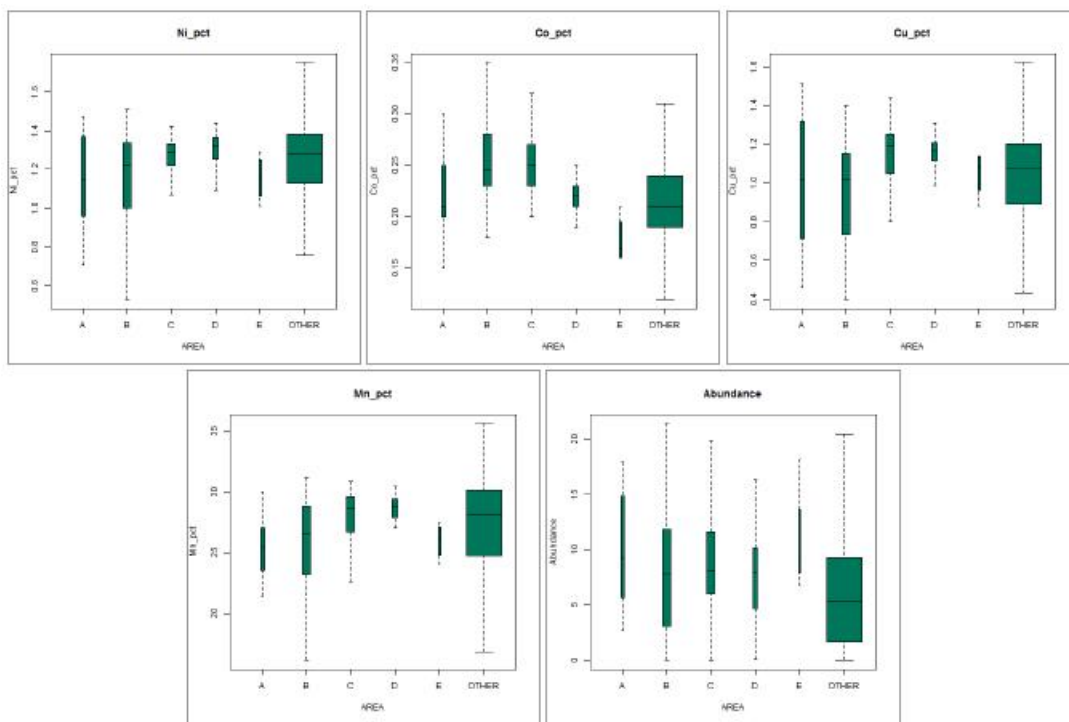 Ni_pct
1.6
1.4
1.2
1.0
0.8
0.6
Ni_pct
A B C D E OTHER
AREA
Co_pct
0.35
0.30
0.25
0.20
0.15
Co_pct
A B C D E OTHER
AREA
Cu_pct
1.6
1.4
1.2
1.0
0.8
0.6
0.4
Cu_pct
A B C D E OTHER
AREA
Mn_pct
35
30
25
20
Mn_pct
A B C D E OTHER
AREA
Abundance
20
15
10
5
0
Abundance
A B C D E OTHER
AREA